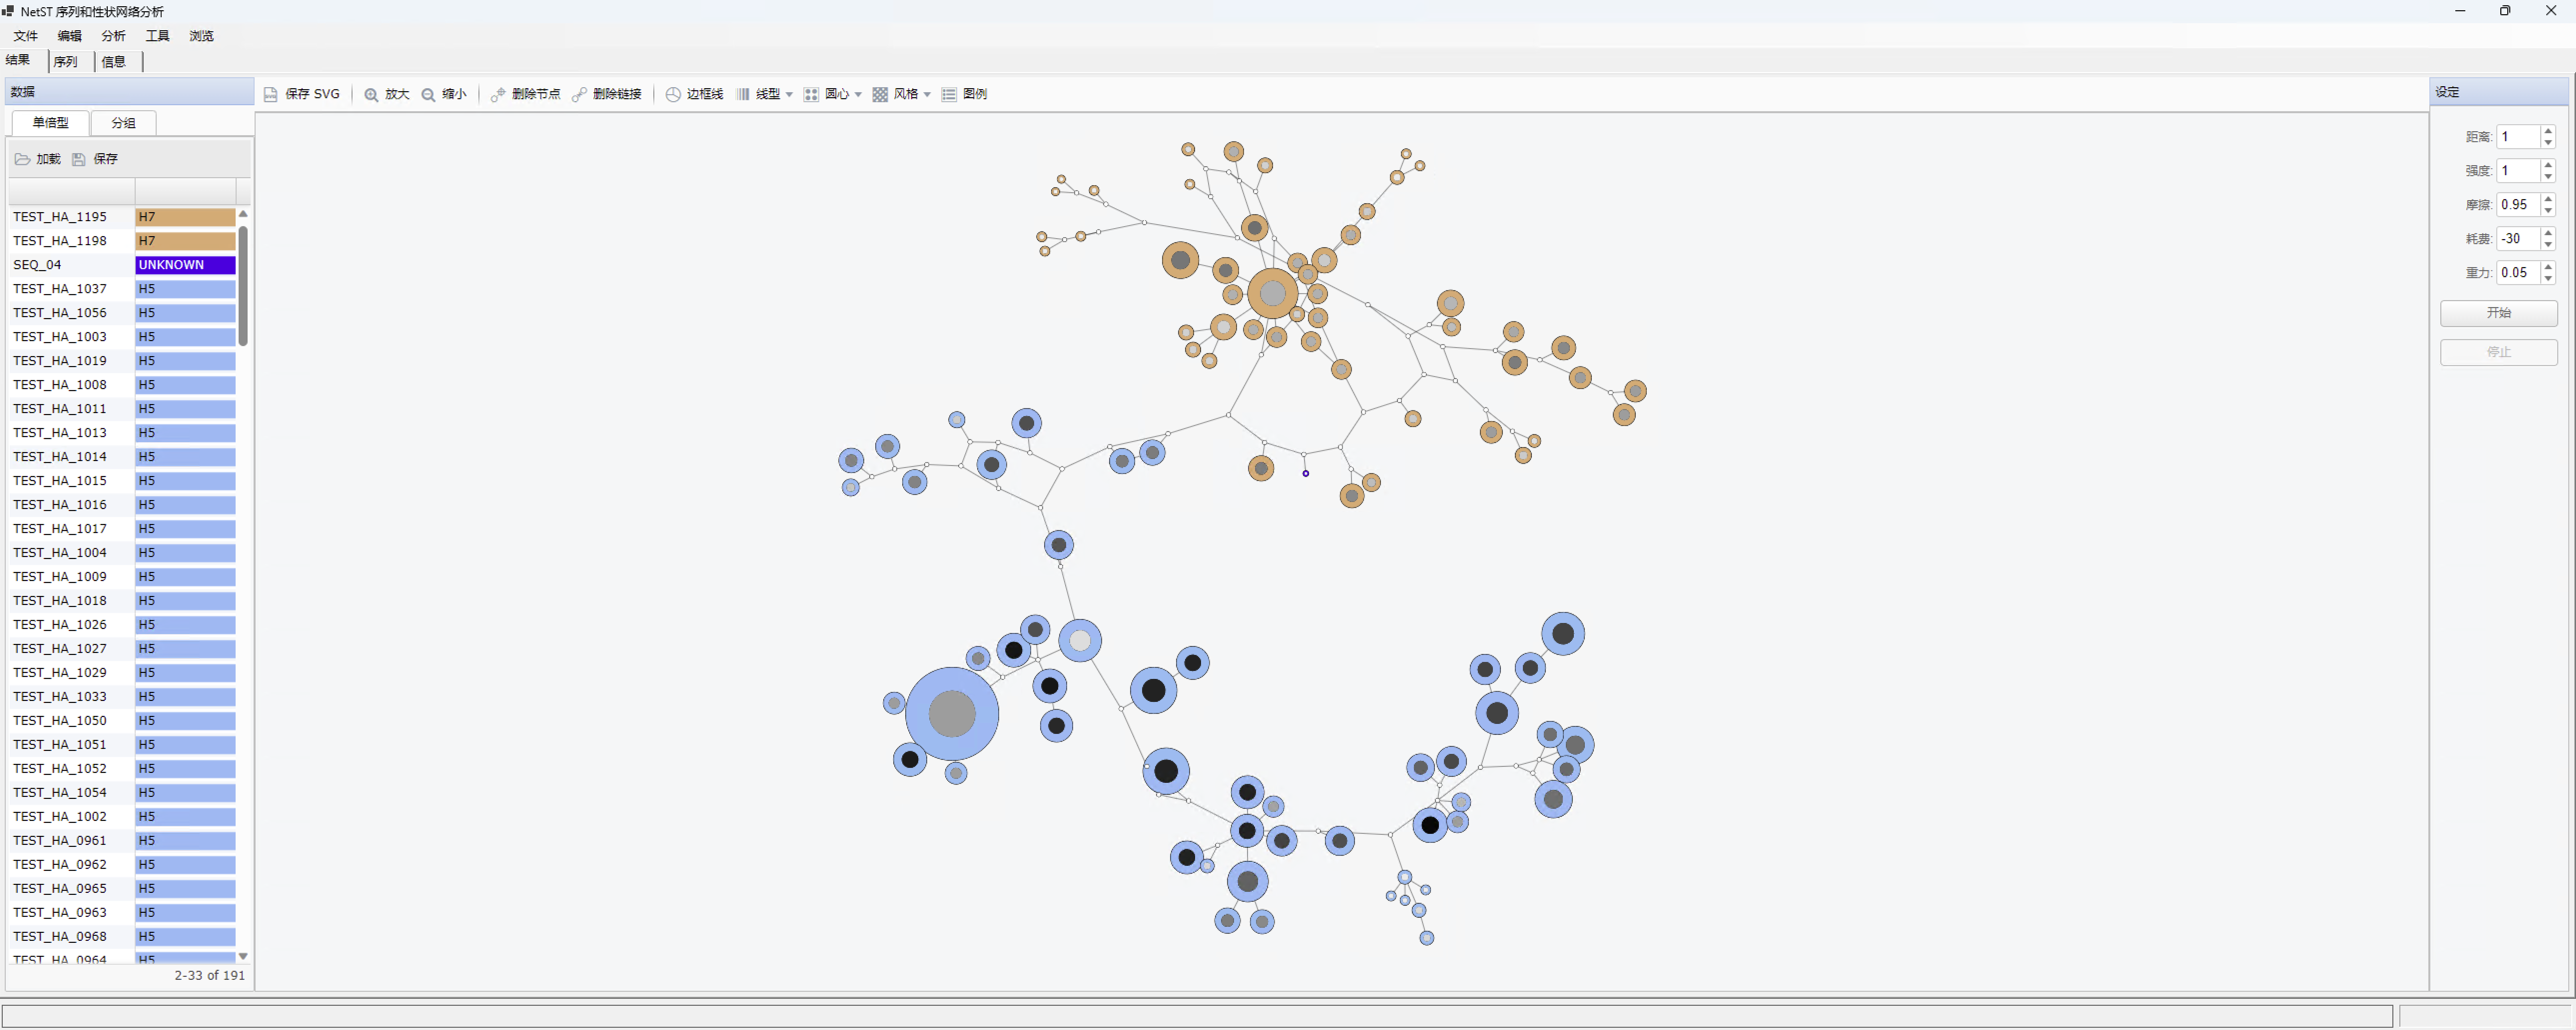 NetST 序列和性状网络分析
文件 编辑 分析 工具 浏览
结果 序列 信息
数据
单倍型 分组
加载 保存
TEST_HA_1195 H7
TEST_HA_1198 H7
SEQ_04 UNKNOWN
TEST_HA_1037 H5
TEST_HA_1056 H5
TEST_HA_1003 H5
TEST_HA_1019 H5
TEST_HA_1008 H5
TEST_HA_1011 H5
TEST_HA_1013 H5
TEST_HA_1014 H5
TEST_HA_1015 H5
TEST_HA_1016 H5
TEST_HA_1017 H5
TEST_HA_1004 H5
TEST_HA_1009 H5
TEST_HA_1018 H5
TEST_HA_1026 H5
TEST_HA_1027 H5
TEST_HA_1029 H5
TEST_HA_1033 H5
TEST_HA_1050 H5
TEST_HA_1051 H5
TEST_HA_1052 H5
TEST_HA_1054 H5
TEST_HA_1002 H5
TEST_HA_0961 H5
TEST_HA_0962 H5
TEST_HA_0965 H5
TEST_HA_0963 H5
TEST_HA_0968 H5
TEST_HA_0964 H5
2-33 of 191
保存 SVG 放大 缩小 删除节点 删除链接 边框线 线型 圆心 风格 图例
设定
距离: 1
强度: 1
摩擦: 0.95
耗费: -30
重力: 0.05
开始
停止